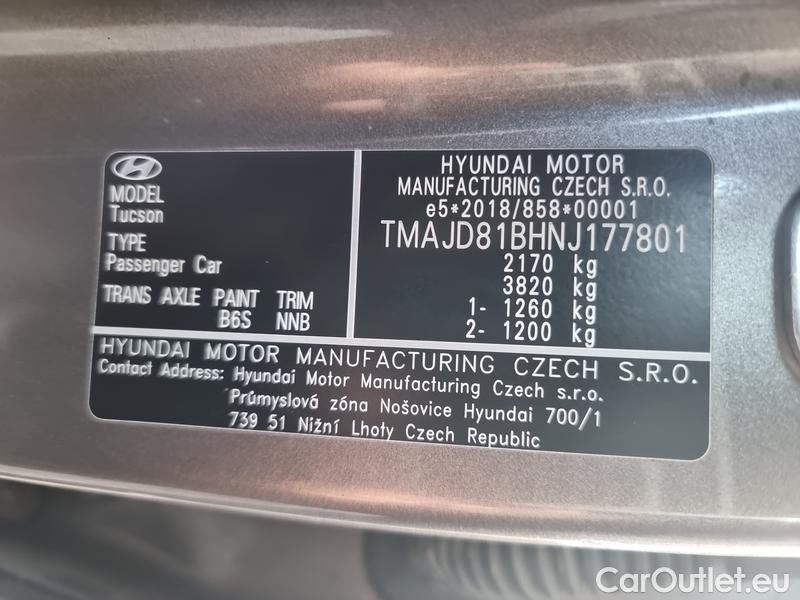 MODEL
Tucson
TYPE
Passenger Car
TRANS AXLE PAINT TRIM
B6S NNB
HYUNDAI MOTOR
MANUFACTURING CZECH S.R.O.
e5*2018/858*00001
TMAJD81BHNJ177801
2170 kg
3820 kg
1- 1260 kg
2- 1200 kg
HYUNDAI MOTOR MANUFACTURING CZECH S.R.O.
Contact Address: Hyundai Motor Manufacturing Czech s.r.o.
Průmyslová zóna Nošovice Hyundai 700/1
739 51 Nižní Lhoty Czech Republic
CarOutlet.eu